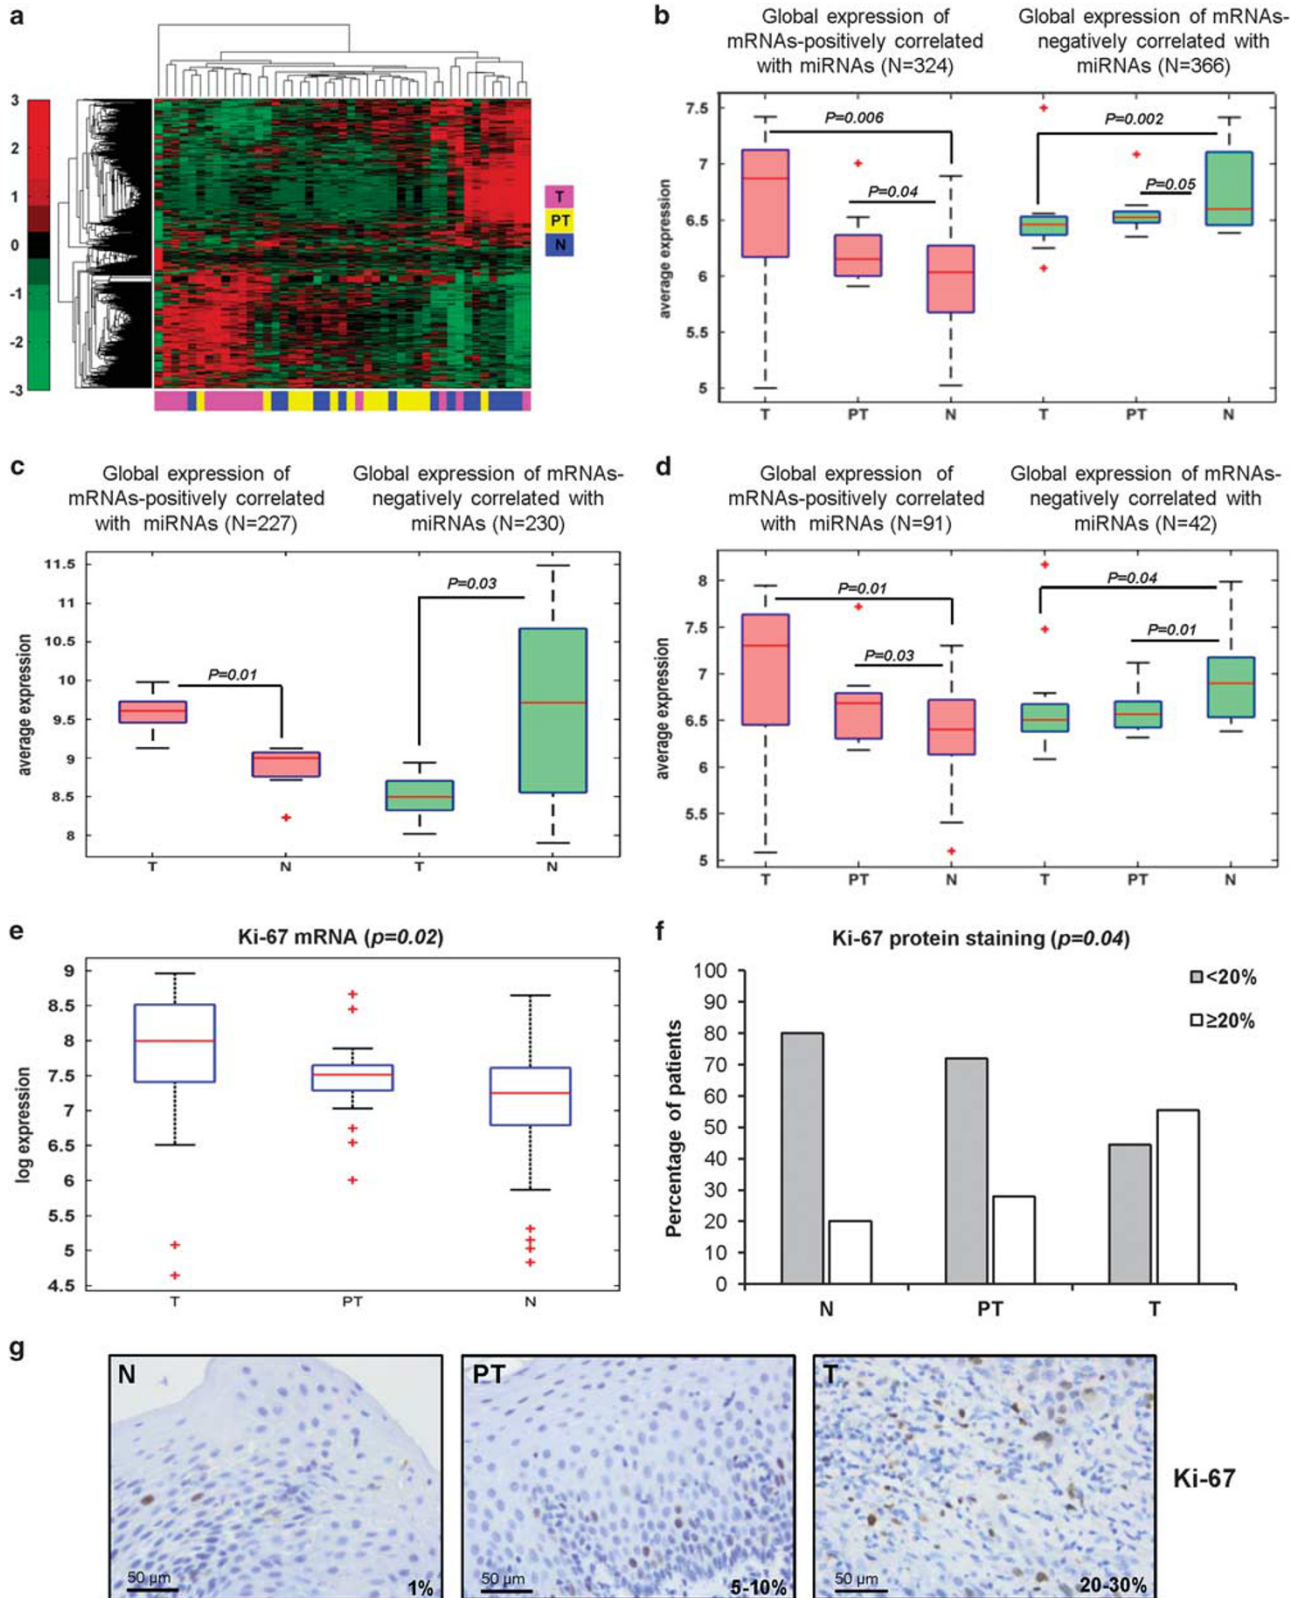 a
3
2
1
0
-1
-2
-3
T
PT
N
b
Global expression of
mRNAs-positively correlated
with miRNAs (N=324)
Global expression of mRNAs-
negatively correlated with
miRNAs (N=366)
average expression
7.5
7
6.5
6
5.5
5
P=0.006
P=0.04
P=0.002
P=0.05
T PT N T PT N
c
Global expression of
mRNAs-positively correlated
with miRNAs (N=227)
Global expression of mRNAs-
negatively correlated with
miRNAs (N=230)
average expression
11.5
11
10.5
10
9.5
9
8.5
8
P=0.01
P=0.03
T N T N
d
Global expression of
mRNAs-positively correlated
with miRNAs (N=91)
Global expression of mRNAs-
negatively correlated with
miRNAs (N=42)
average expression
8
7.5
7
6.5
6
5.5
5
P=0.01
P=0.03
P=0.04
P=0.01
T PT N T PT N
e
Ki-67 mRNA (p=0.02)
log expression
9
8.5
8
7.5
7
6.5
6
5.5
5
4.5
T PT N
f
Ki-67 protein staining (p=0.04)
Percentage of patients
100
90
80
70
60
50
40
30
20
10
0
<20%
≥20%
N PT T
g
N
50 µm
1%
PT
50 µm
5-10%
T
50 µm
20-30%
Ki-67